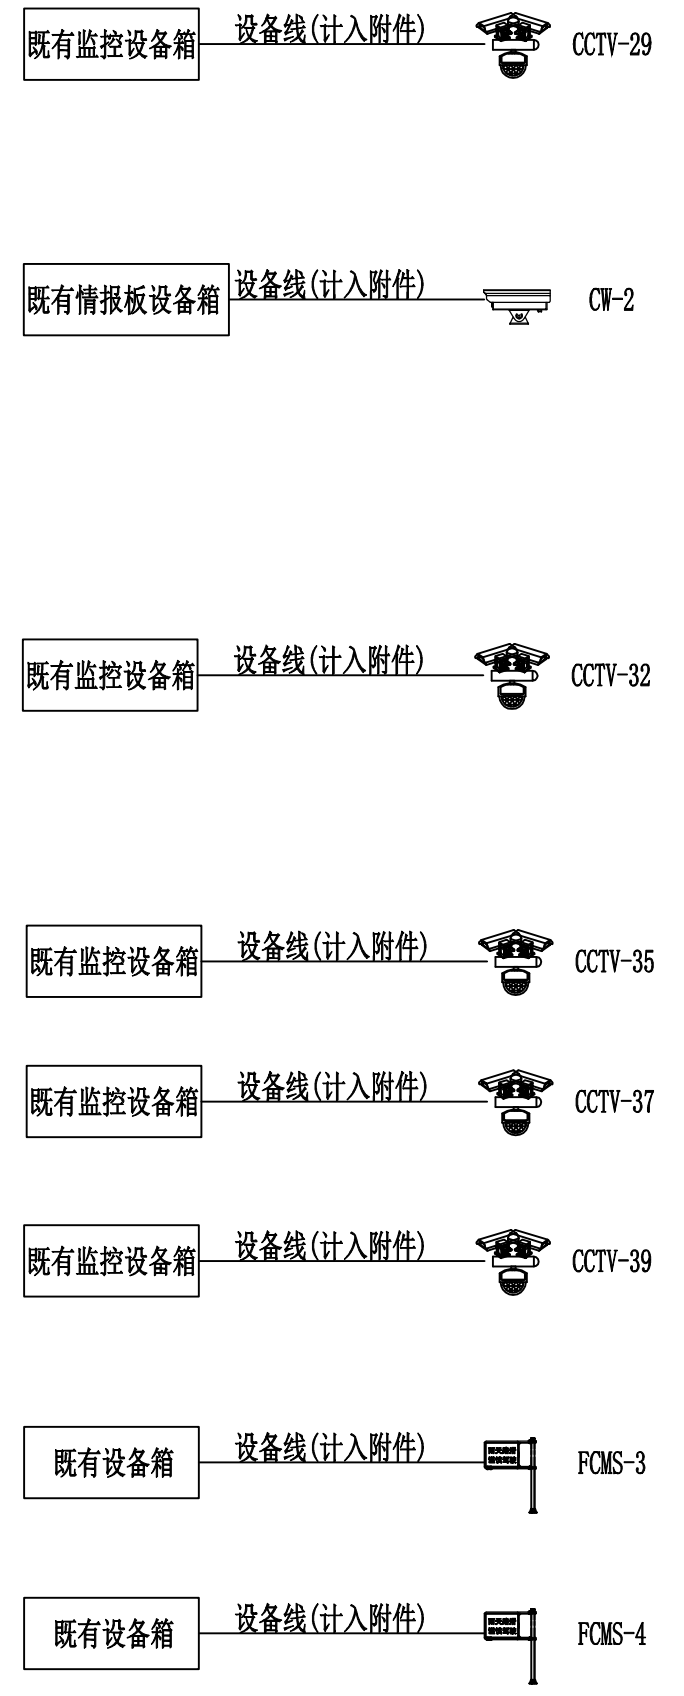 既有监控设备箱 设备线(计入附件) CCTV-29
既有情报板设备箱 设备线(计入附件) CW-2
既有监控设备箱 设备线(计入附件) CCTV-32
既有监控设备箱 设备线(计入附件) CCTV-35
既有监控设备箱 设备线(计入附件) CCTV-37
既有监控设备箱 设备线(计入附件) CCTV-39
既有设备箱 设备线(计入附件) FCMS-3
既有设备箱 设备线(计入附件) FCMS-4